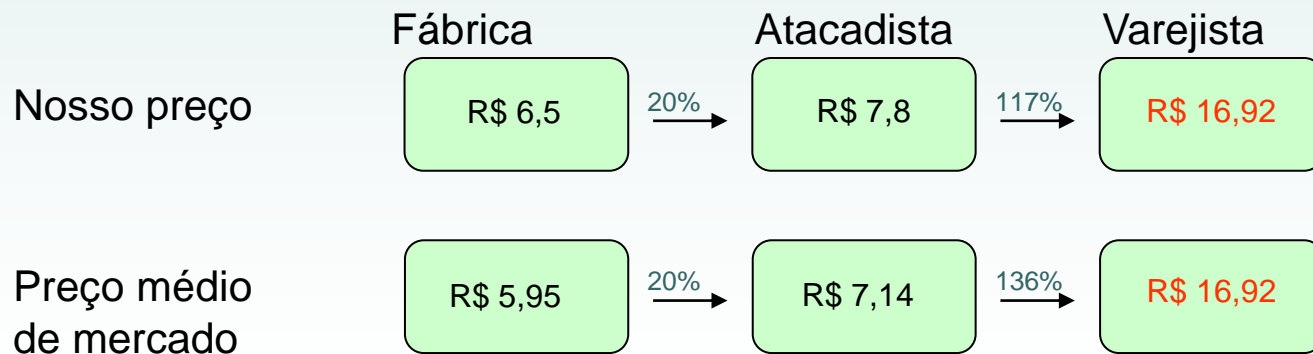 Fábrica
Atacadista
Varejista
Nosso preço
R$ 6,5
20%
R$ 7,8
117%
R$ 16,92
Preço médio
de mercado
R$ 5,95
20%
R$ 7,14
136%
R$ 16,92